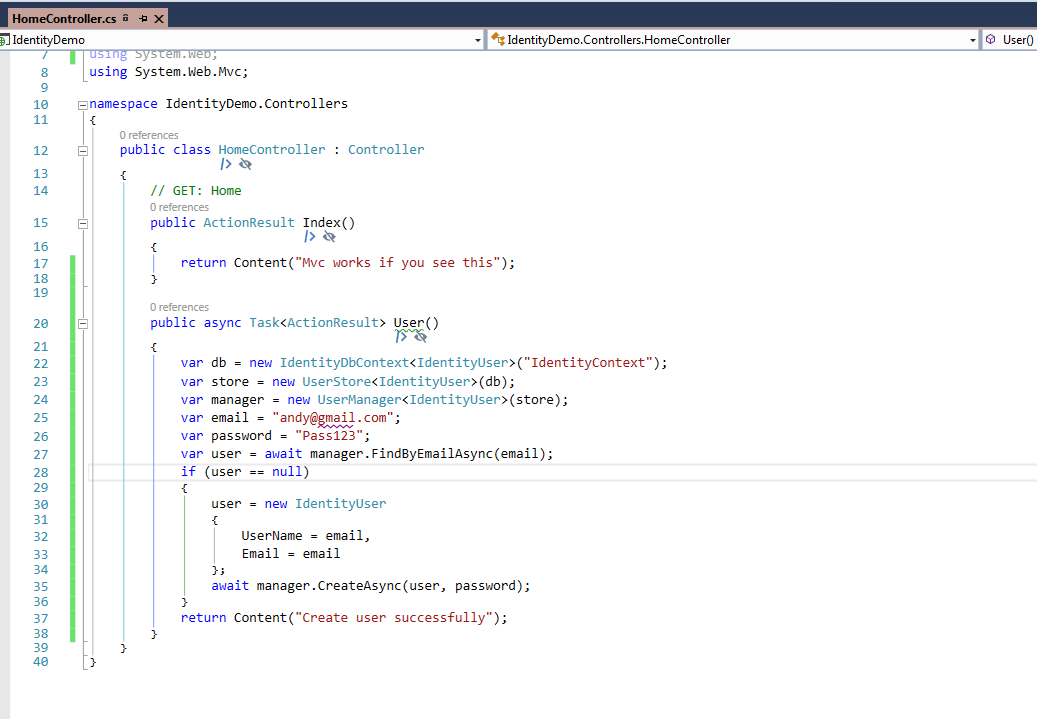 HomeController.cs
IdentityDemo IdentityDemo.Controllers.HomeController User()
7 using System.Web;
8 using System.Web.Mvc;
9
10 namespace IdentityDemo.Controllers
11 {
0 references
12 public class HomeController : Controller
13 {
14 // GET: Home
0 references
15 public ActionResult Index()
16 {
17 return Content("Mvc works if you see this");
18 }
19
0 references
20 public async Task<ActionResult> User()
21 {
22 var db = new IdentityDbContext<IdentityUser>("IdentityContext");
23 var store = new UserStore<IdentityUser>(db);
24 var manager = new UserManager<IdentityUser>(store);
25 var email = "andy@gmail.com";
26 var password = "Pass123";
27 var user = await manager.FindByEmailAsync(email);
28 if (user == null)
29 {
30 user = new IdentityUser
31 {
32 UserName = email,
33 Email = email
34 };
35 await manager.CreateAsync(user, password);
36 }
37 return Content("Create user successfully");
38 }
39 }
40 }